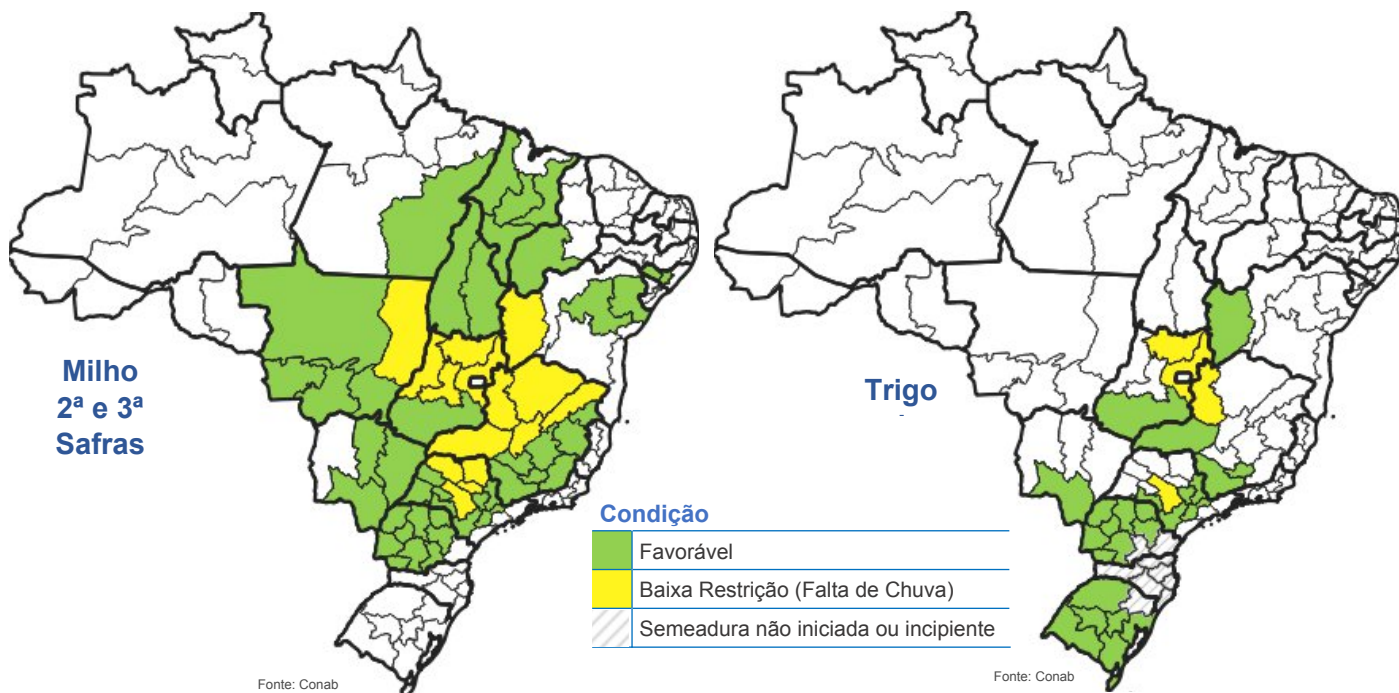 Milho
2ª e 3ª
Safras
Trigo
Condição
Favorável
Baixa Restrição (Falta de Chuva)
Semeadura não iniciada ou incipiente
Fonte: Conab
Fonte: Conab